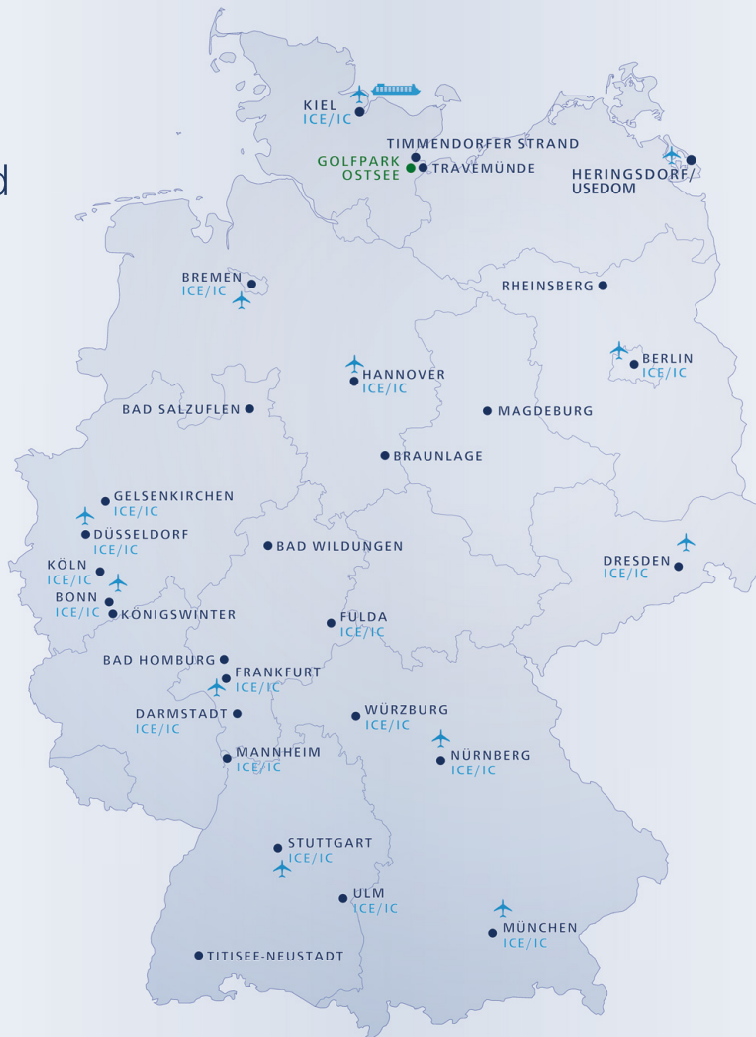 d
KIEL
ICE/IC
TIMMENDORFER STRAND
GOLFPARK
OSTSEE
TRAVEMÜNDE
HERINGSDORF/
USEDOM
BREMEN
ICE/IC
RHEINSBERG
BERLIN
ICE/IC
HANNOVER
ICE/IC
BAD SALZUFLEN
MAGDEBURG
BRAUNLAGE
GELSENKIRCHEN
ICE/IC
DÜSSELDORF
ICE/IC
BAD WILDUNGEN
DRESDEN
ICE/IC
KÖLN
ICE/IC
BONN
ICE/IC
KÖNIGSWINTER
FULDA
ICE/IC
BAD HOMBURG
FRANKFURT
ICE/IC
DARMSTADT
ICE/IC
WÜRZBURG
ICE/IC
MANNHEIM
ICE/IC
NÜRNBERG
ICE/IC
STUTTGART
ICE/IC
ULM
ICE/IC
MÜNCHEN
ICE/IC
TITISEE-NEUSTADT